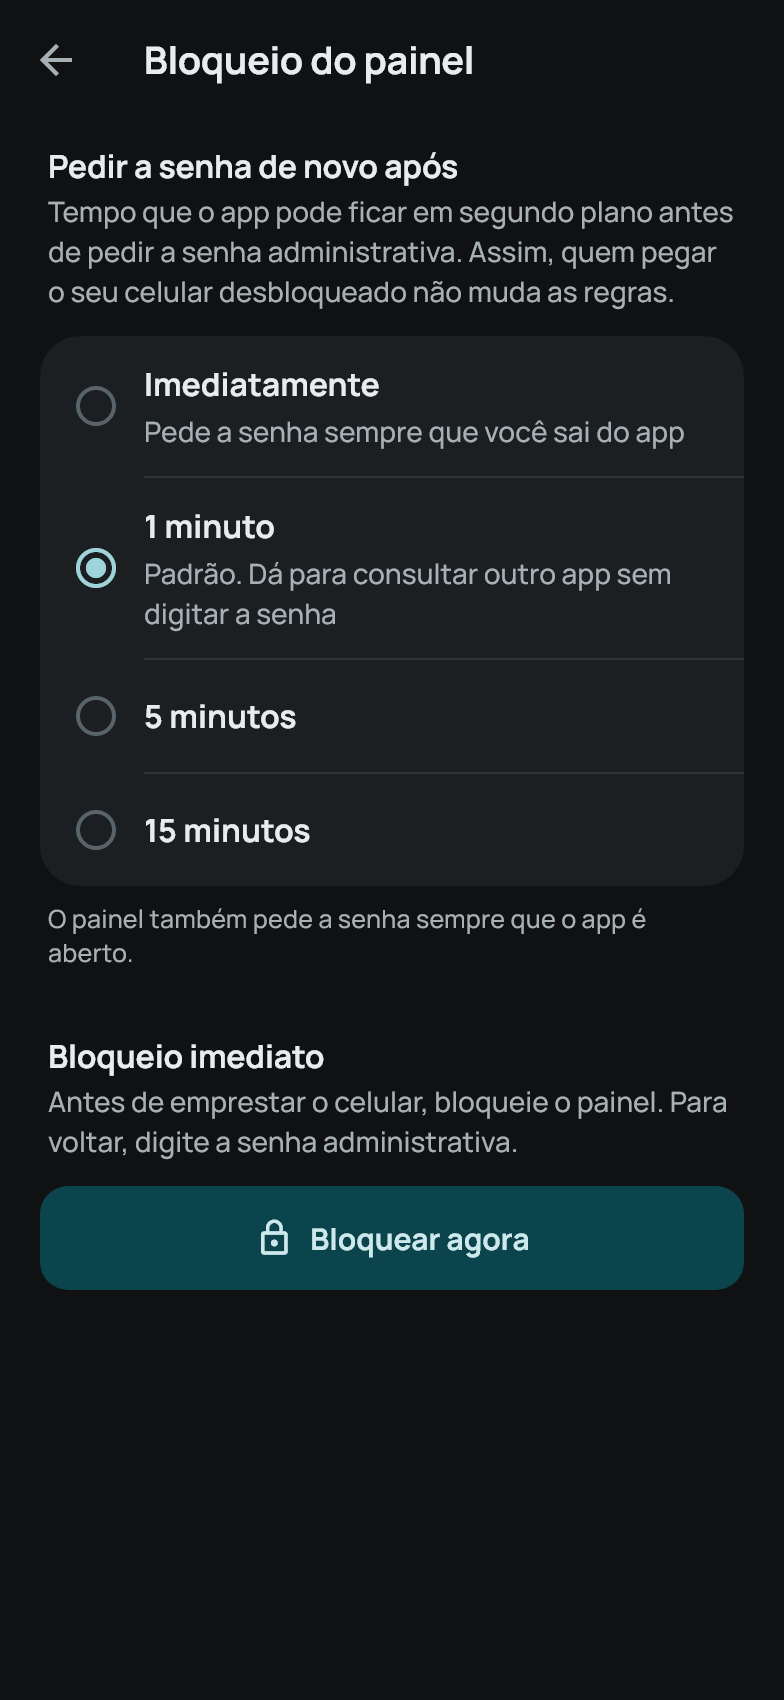 Bloqueio do painel
Pedir a senha de novo após
Tempo que o app pode ficar em segundo plano antes
de pedir a senha administrativa. Assim, quem pegar
o seu celular desbloqueado não muda as regras.
Imediatamente
Pede a senha sempre que você sai do app
1 minuto
Padrão. Dá para consultar outro app sem
digitar a senha
5 minutos
15 minutos
O painel também pede a senha sempre que o app é
aberto.
Bloqueio imediato
Antes de emprestar o celular, bloqueie o painel. Para
voltar, digite a senha administrativa.
Bloquear agora